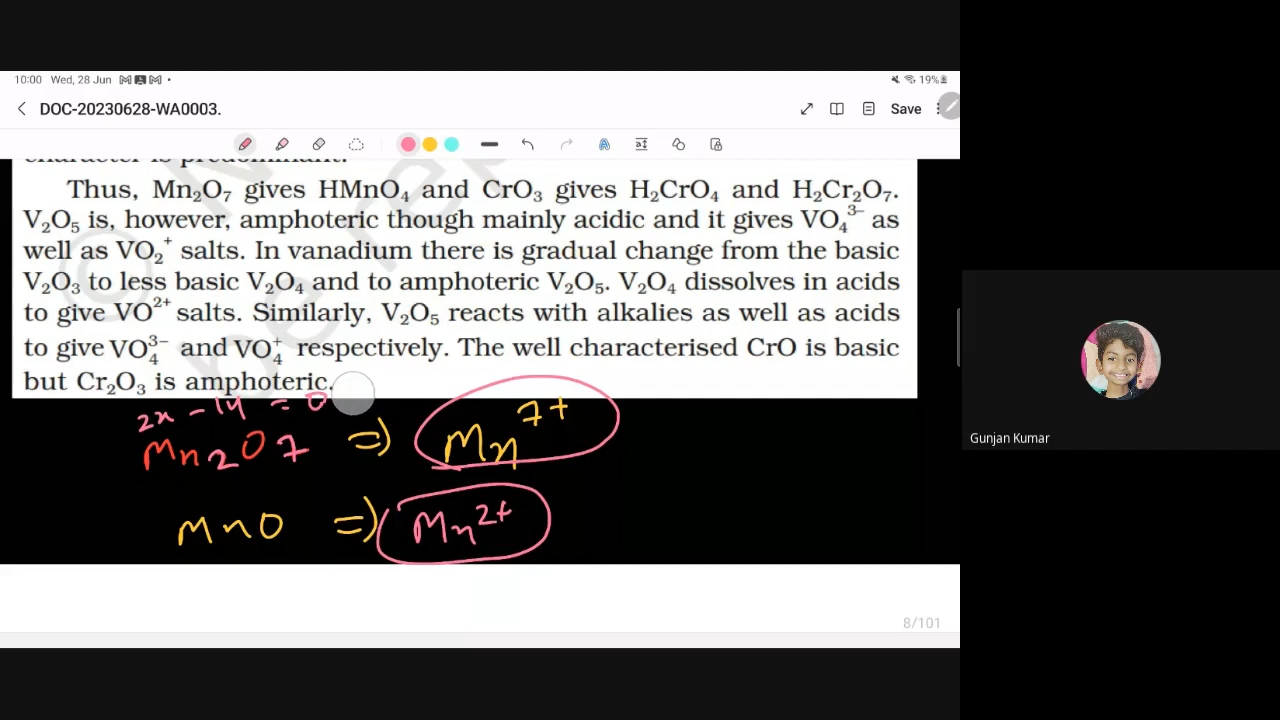 10:00 Wed, 28 Jun 19%
DOC-20230628-WA0003.
Save
character is predominant.
Thus, Mn₂O₇ gives HMnO₄ and CrO₃ gives H₂CrO₄ and H₂Cr₂O₇.
V₂O₅ is, however, amphoteric though mainly acidic and it gives VO₄³⁻ as
well as VO₂⁺ salts. In vanadium there is gradual change from the basic
V₂O₃ to less basic V₂O₄ and to amphoteric V₂O₅. V₂O₄ dissolves in acids
to give VO²⁺ salts. Similarly, V₂O₅ reacts with alkalies as well as acids
to give VO₄³⁻ and VO₄⁺ respectively. The well characterised CrO is basic
but Cr₂O₃ is amphoteric.
2x - 14 = 0
Mn₂O7 => Mn⁷⁺
MnO => Mn²⁺
8/101
Gunjan Kumar